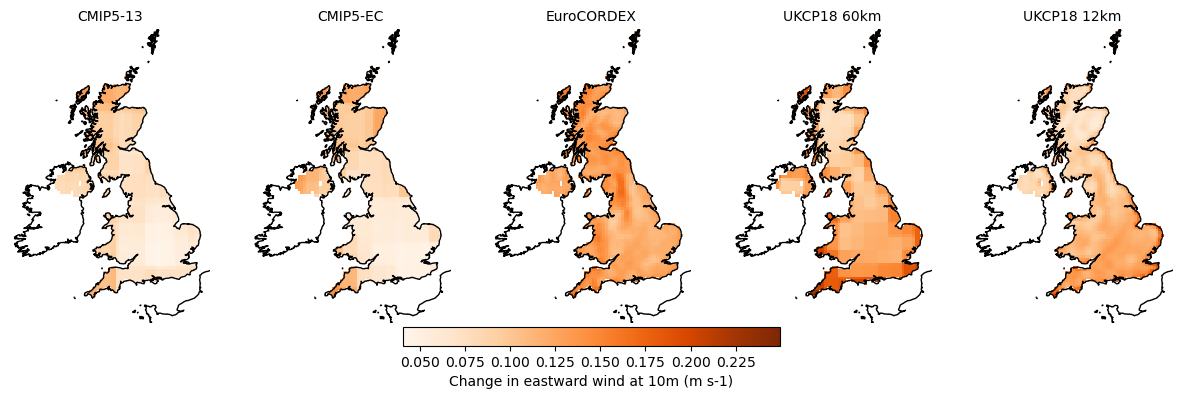 CMIP5-13 CMIP5-EC EuroCORDEX UKCP18 60km UKCP18 12km
0.050 0.075 0.100 0.125 0.150 0.175 0.200 0.225
Change in eastward wind at 10m (m s-1)